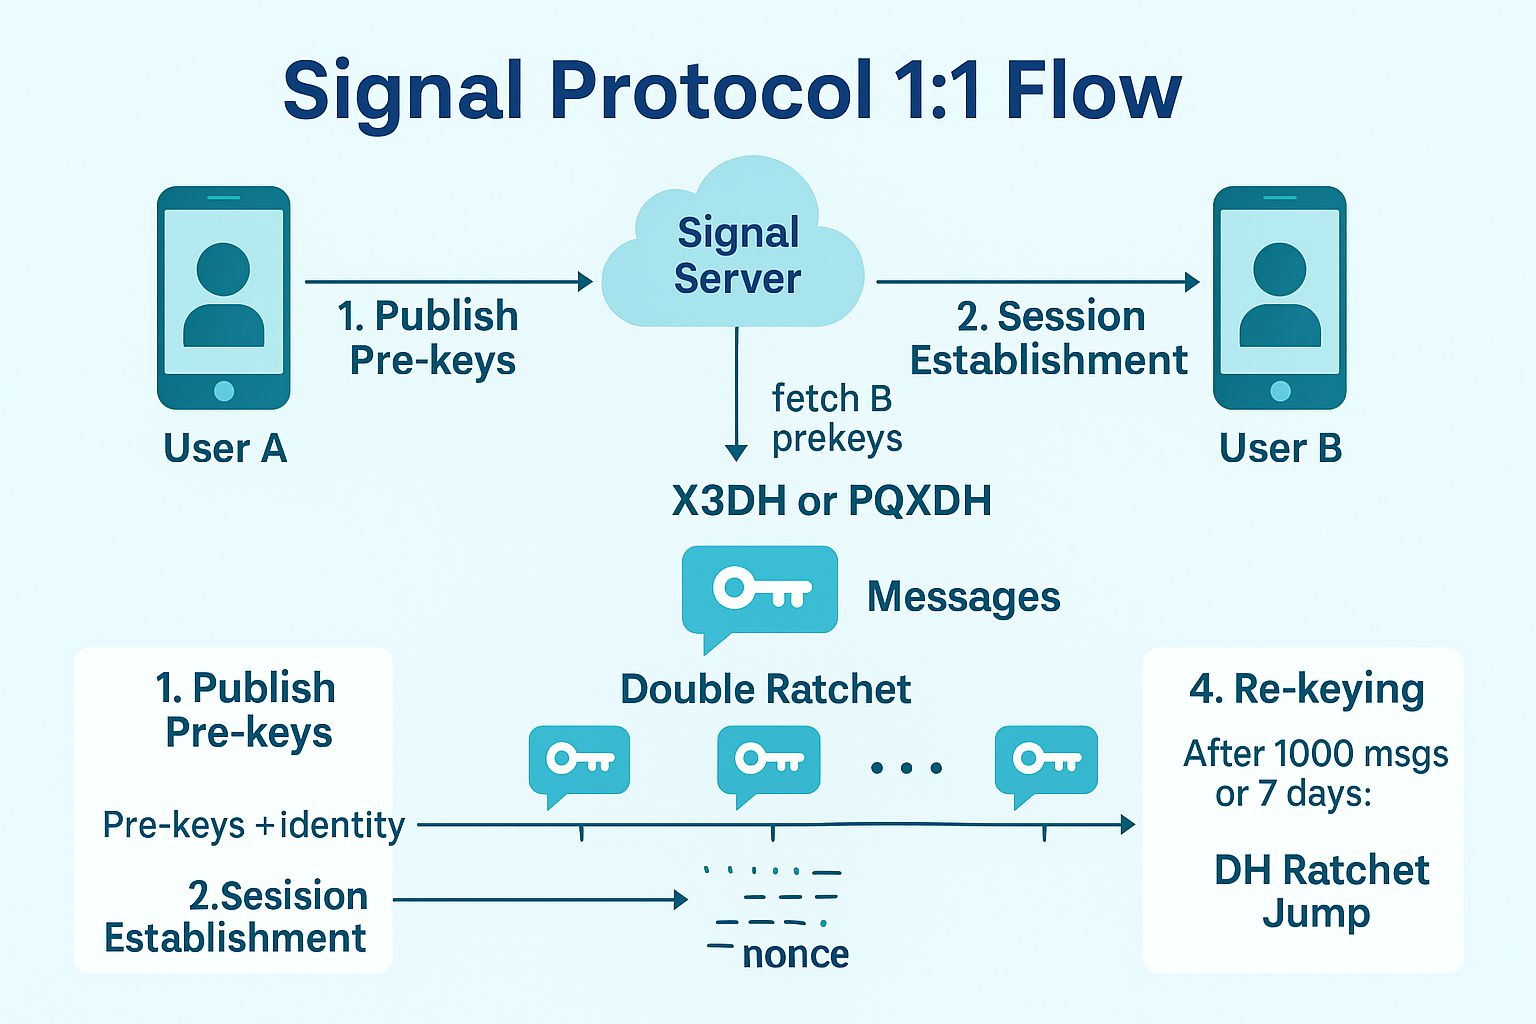 Signal Protocol 1:1 Flow
Signal
Server
1. Publish
Pre-keys
2. Session
Establishment
fetch B
prekeys
User A
User B
X3DH or PQXDH
Messages
Double Ratchet
1. Publish
Pre-keys
Pre-keys + identity
2.Sesision
Establishment
nonce
4. Re-keying
After 1000 msgs
or 7 days:
DH Ratchet
Jump